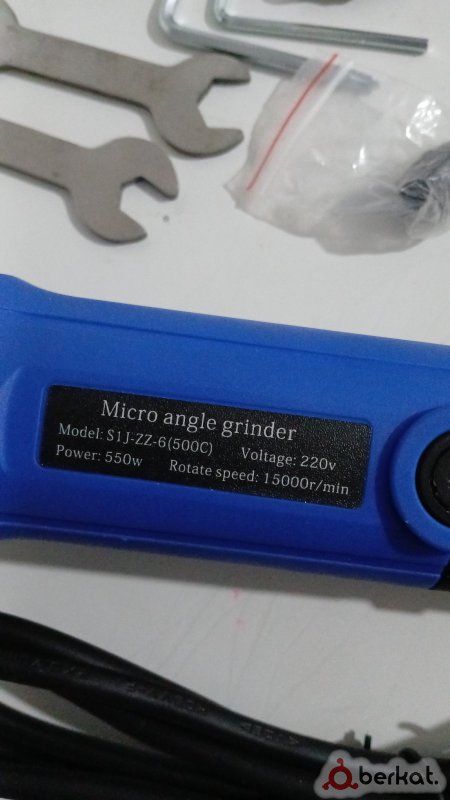 Micro angle grinder
Model: S1J-ZZ-6(500C) Voltage: 220v
Power: 550w Rotate speed: 15000r/min
berkat.